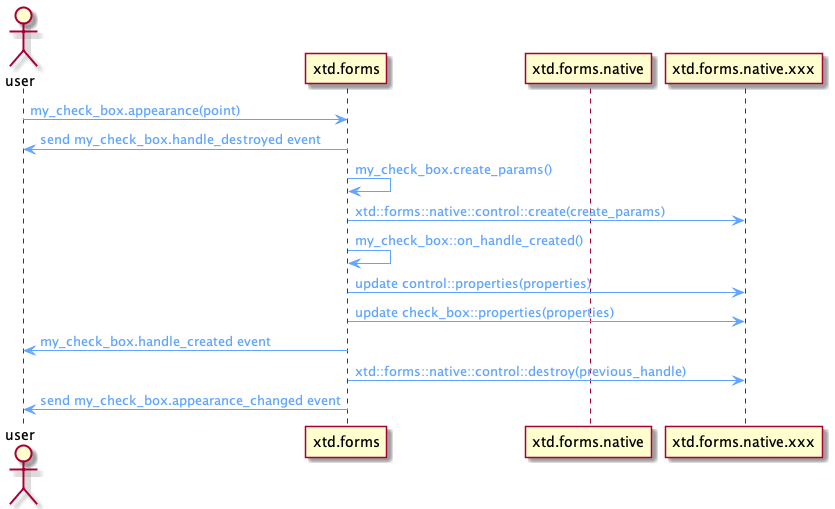 user
xtd.forms
xtd.forms.native
xtd.forms.native.xxx
my_check_box.appearance(point)
send my_check_box.handle_destroyed event
my_check_box.create_params()
xtd::forms::native::control::create(create_params)
my_check_box::on_handle_created()
update control::properties(properties)
update check_box::properties(properties)
my_check_box.handle_created event
xtd::forms::native::control::destroy(previous_handle)
send my_check_box.appearance_changed event
user
xtd.forms
xtd.forms.native
xtd.forms.native.xxx